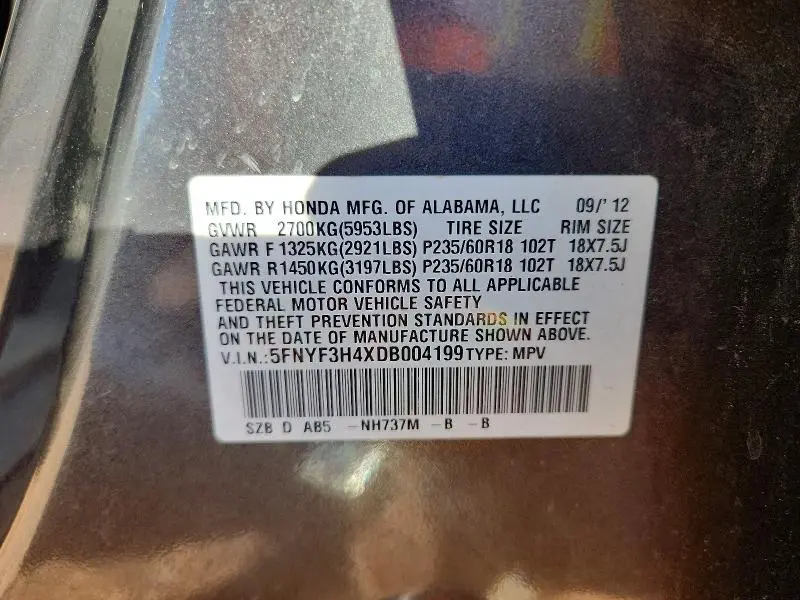 MFD. BY HONDA MFG. OF ALABAMA, LLC 09/'12
GVWR 2700KG(5953LBS) TIRE SIZE RIM SIZE
GAWR F 1325KG(2921LBS) P235/60R18 102T 18X7.5J
GAWR R1450KG(3197LBS) P235/60R18 102T 18X7.5J
THIS VEHICLE CONFORMS TO ALL APPLICABLE
FEDERAL MOTOR VEHICLE SAFETY
AND THEFT PREVENTION STANDARDS IN EFFECT
ON THE DATE OF MANUFACTURE SHOWN ABOVE.
V.I.N.:5FNYF3H4XDB004199 TYPE: MPV
SZB D AB5 -NH737M -B -B